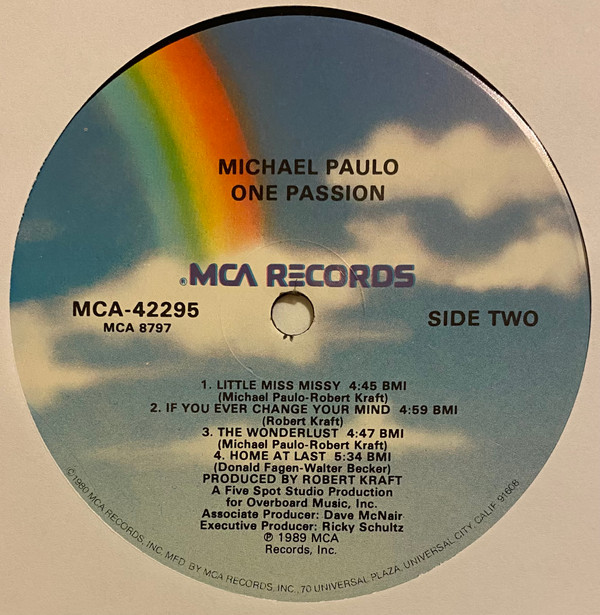 MICHAEL PAULO
ONE PASSION
®MCA RECORDS
MCA-42295
MCA 8797
SIDE TWO
1. LITTLE MISS MISSY 4:45 BMI
(Michael Paulo-Robert Kraft)
2. IF YOU EVER CHANGE YOUR MIND 4:59 BMI
(Robert Kraft)
3. THE WONDERLUST 4:47 BMI
(Michael Paulo-Robert Kraft)
4. HOME AT LAST 5:34 BMI
(Donald Fagen-Walter Becker)
PRODUCED BY ROBERT KRAFT
A Five Spot Studio Production
for Overboard Music, Inc.
Associate Producer: Dave McNair
Executive Producer: Ricky Schultz
℗ 1989 MCA
Records, Inc.
©1980 MCA RECORDS, INC. MFD. BY MCA RECORDS, INC., 70 UNIVERSAL PLAZA, UNIVERSAL CITY, CALIF. 91608